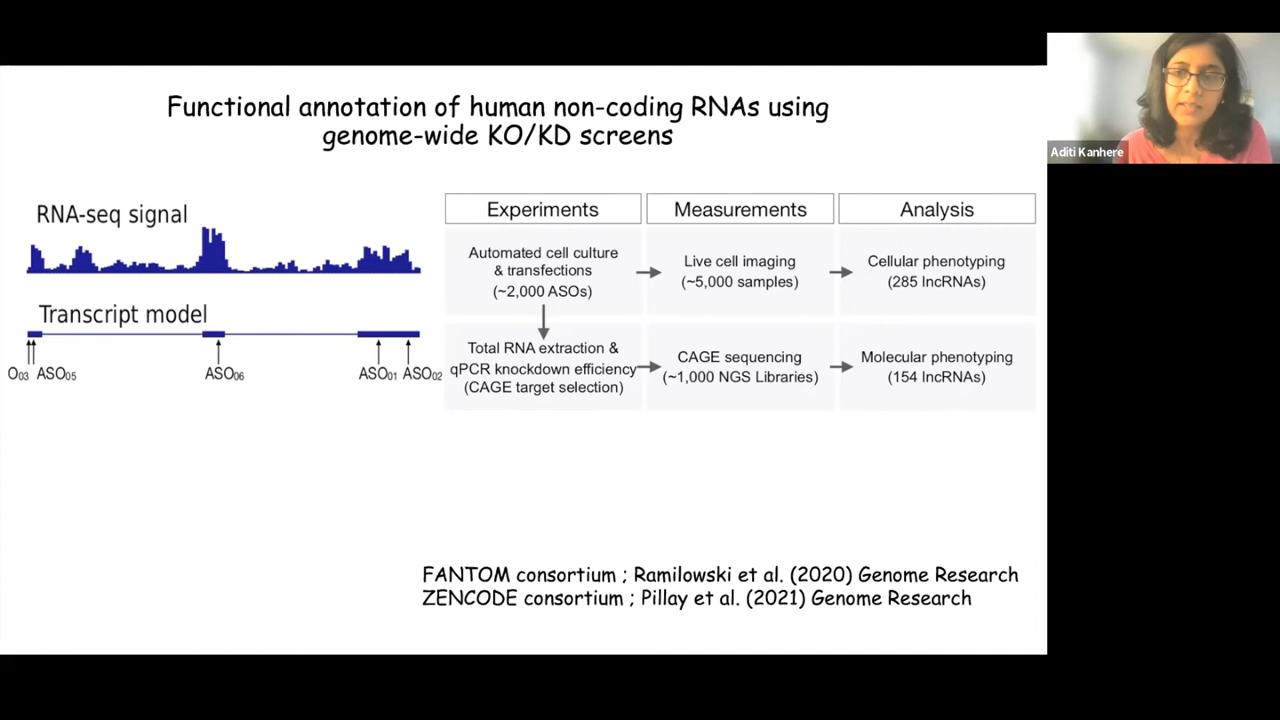 Functional annotation of human non-coding RNAs using
genome-wide KO/KD screens
Aditi Kanhere
RNA-seq signal
Transcript model
O03 ASO05 ASO06 ASO01 ASO02
Experiments Measurements Analysis
Automated cell culture
& transfections
(~2,000 ASOs)
Live cell imaging
(~5,000 samples)
Cellular phenotyping
(285 lncRNAs)
Total RNA extraction &
qPCR knockdown efficiency
(CAGE target selection)
CAGE sequencing
(~1,000 NGS Libraries)
Molecular phenotyping
(154 lncRNAs)
FANTOM consortium ; Ramilowski et al. (2020) Genome Research
ZENCODE consortium ; Pillay et al. (2021) Genome Research